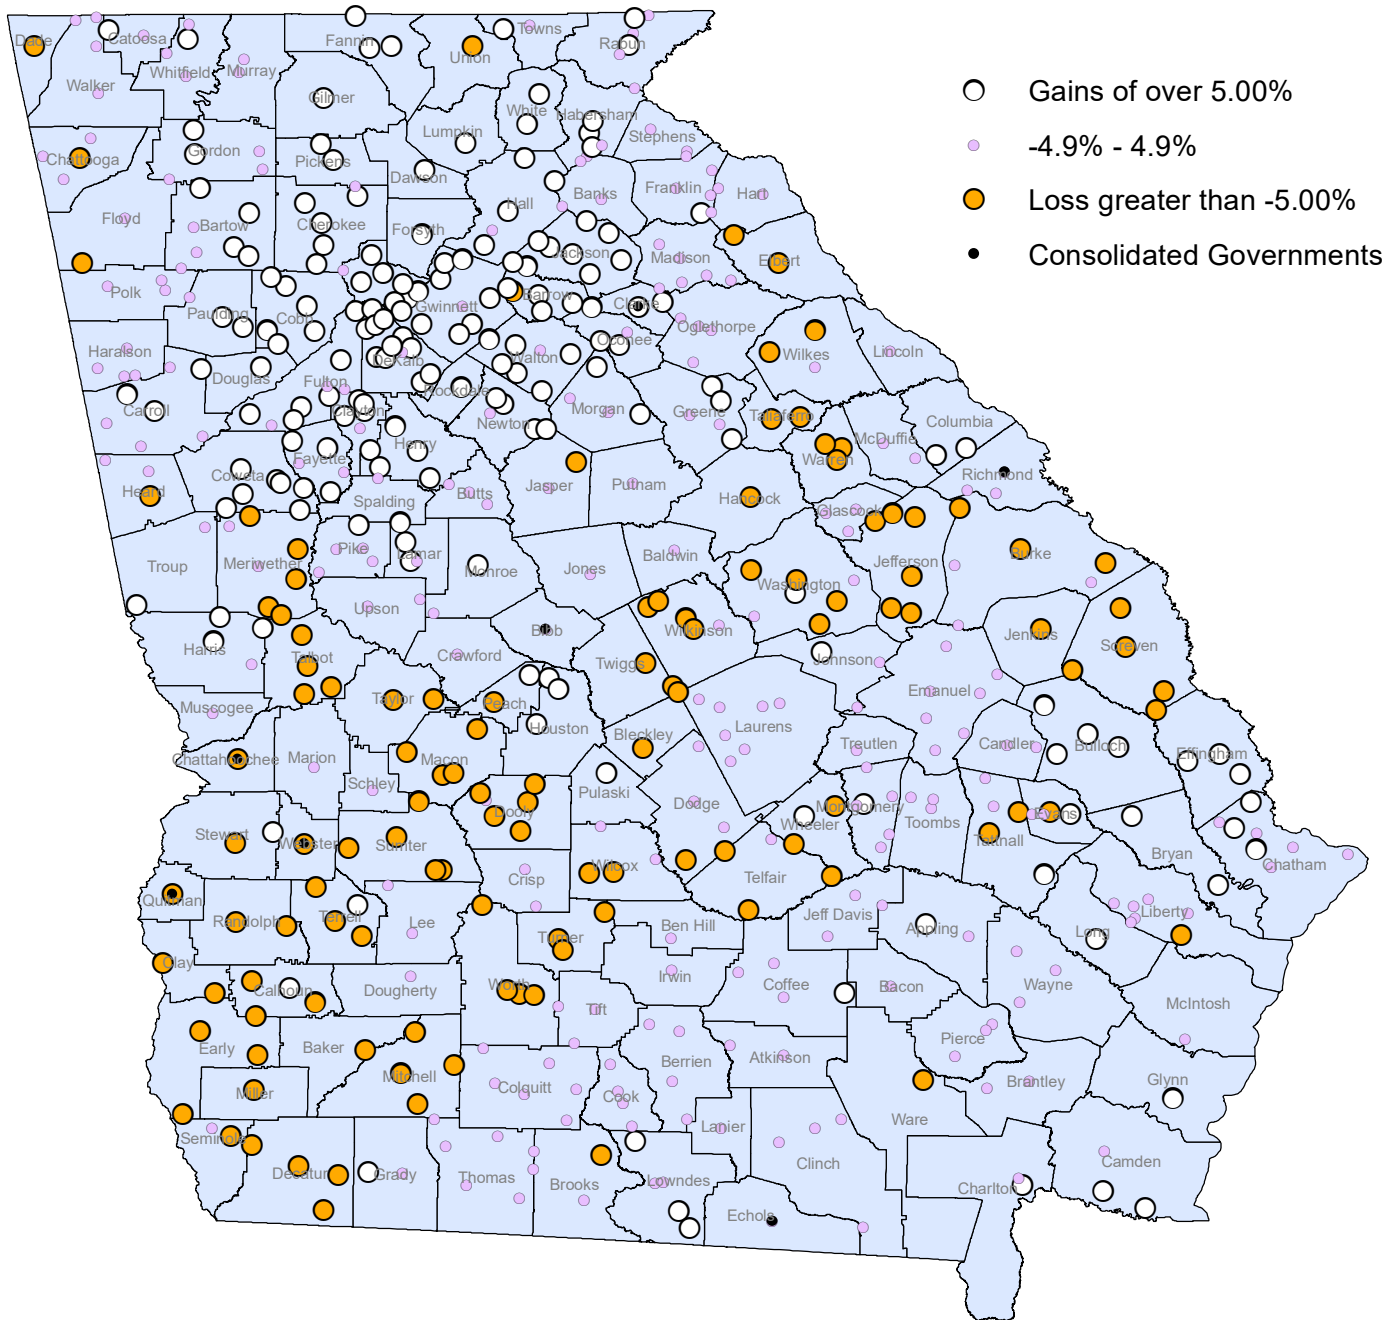 Gains of over 5.00%
-4.9% - 4.9%
Loss greater than -5.00%
Consolidated Governments
Dade
Catoosa
Fannin
Towns
Rabun
Walker
Whitfield
Murray
Union
Gilmer
White
Habersham
Lumpkin
Stephens
Chattooga
Gordon
Pickens
Dawson
Banks
Franklin
Hart
Floyd
Bartow
Cherokee
Forsyth
Hall
Jackson
Madison
Elbert
Polk
Paulding
Cobb
Gwinnett
Barrow
Clarke
Oglethorpe
Haralson
Douglas
Fulton
DeKalb
Walton
Oconee
Wilkes
Lincoln
Rockdale
Carroll
Clayton
Newton
Morgan
Greene
Taliaferro
Columbia
McDuffie
Henry
Fayette
Coweta
Warren
Richmond
Heard
Spalding
Butts
Jasper
Putnam
Hancock
Glascock
Troup
Meriwether
Pike
Lamar
Monroe
Jones
Baldwin
Washington
Jefferson
Burke
Upson
Bibb
Wilkinson
Jenkins
Screven
Harris
Talbot
Crawford
Twiggs
Johnson
Emanuel
Muscogee
Taylor
Peach
Houston
Bleckley
Laurens
Treutlen
Candler
Bulloch
Effingham
Chattahoochee
Marion
Schley
Macon
Pulaski
Dodge
Dooly
Montgomery
Wheeler
Toombs
Evans
Tattnall
Stewart
Webster
Sumter
Wilcox
Crisp
Telfair
Bryan
Chatham
Quitman
Randolph
Terrell
Lee
Turner
Ben Hill
Jeff Davis
Appling
Long
Liberty
Clay
Calhoun
Dougherty
Worth
Irwin
Tift
Coffee
Bacon
Wayne
McIntosh
Early
Baker
Mitchell
Miller
Colquitt
Cook
Berrien
Atkinson
Pierce
Brantley
Glynn
Ware
Lanier
Seminole
Decatur
Grady
Thomas
Brooks
Lowndes
Echols
Clinch
Charlton
Camden